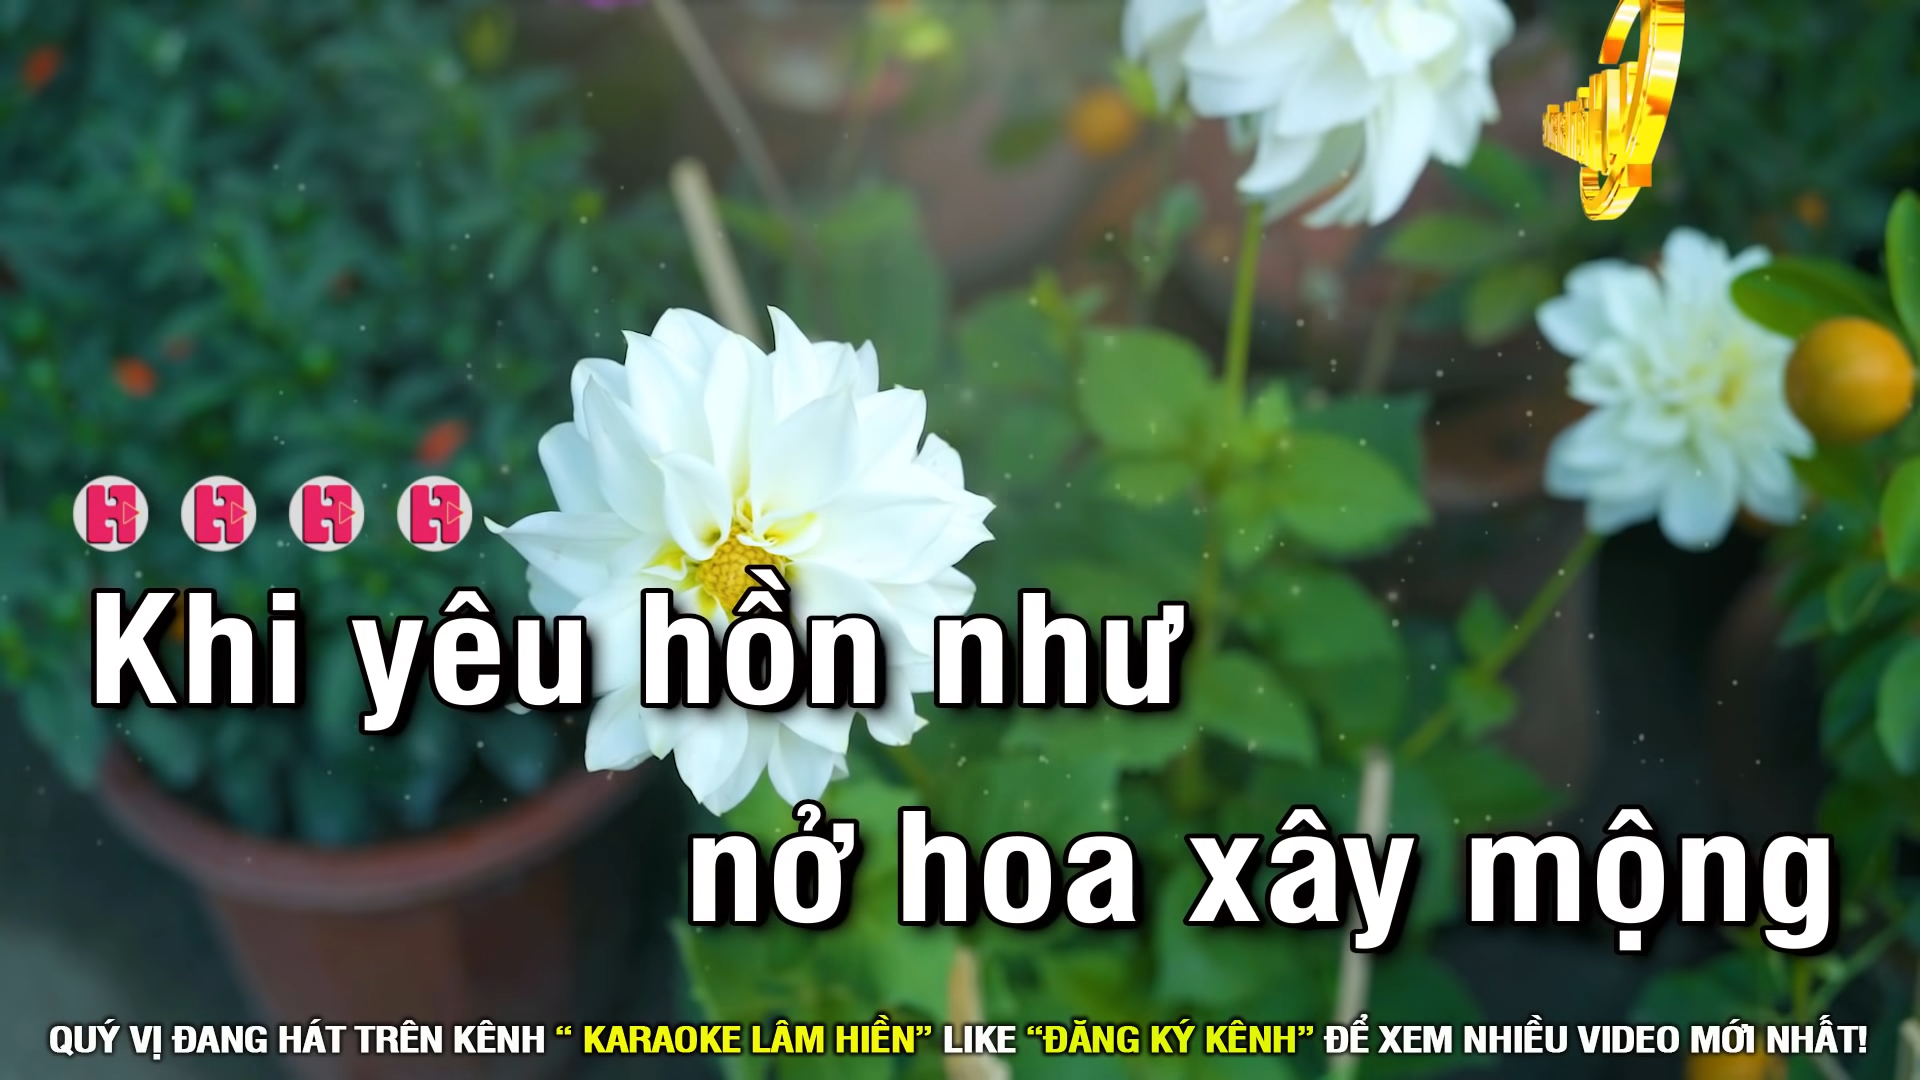 Khi yêu hồn như
nở hoa xây mộng
QUÝ VỊ ĐANG HÁT TRÊN KÊNH “ KARAOKE LÂM HIỀN” LIKE “ĐĂNG KÝ KÊNH” ĐỂ XEM NHIỀU VIDEO MỚI NHẤT!